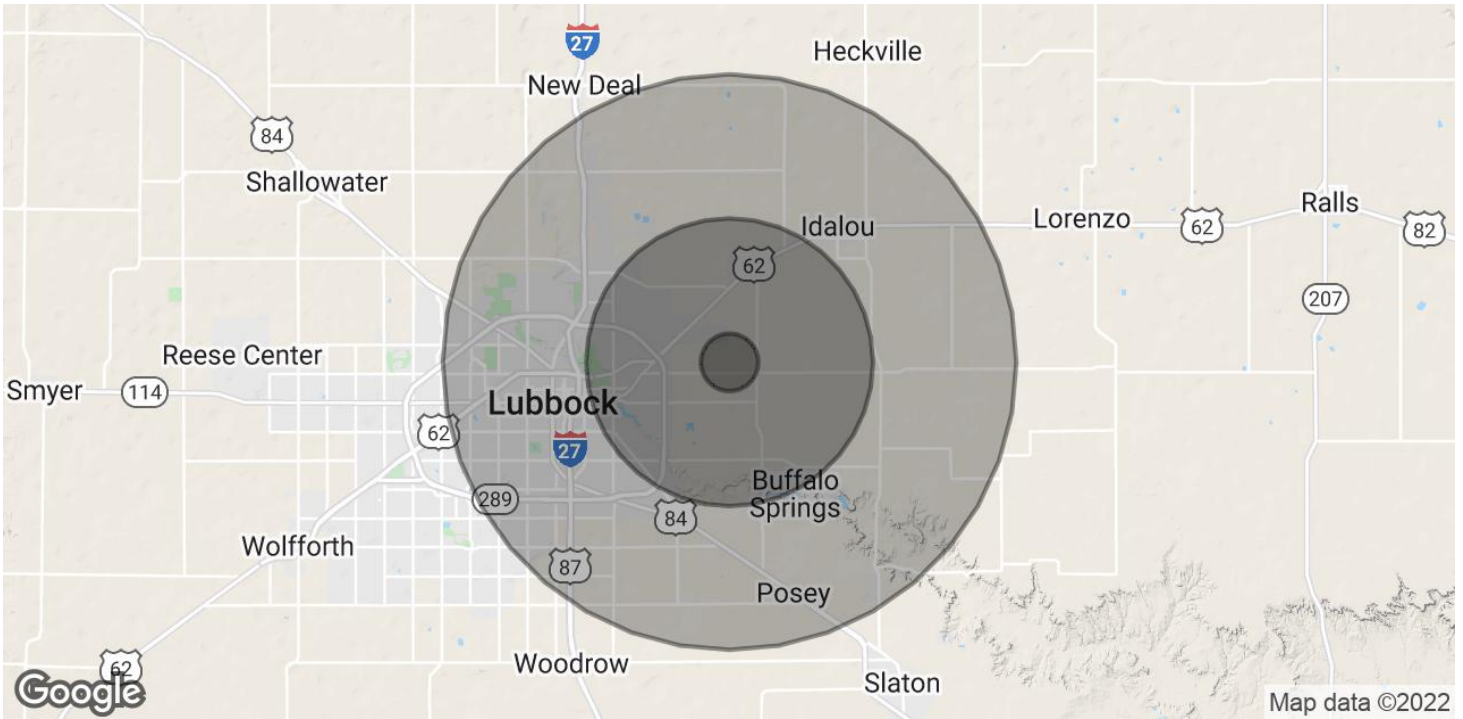 27
Heckville
New Deal
84
Shallowater
Ralls
Lorenzo
62
Idalou
82
62
207
Reese Center
Smyer
114
Lubbock
62
27
Buffalo
Springs
289
84
Wolfforth
87
Posey
62
Woodrow
Slaton
Google
Map data ©2022